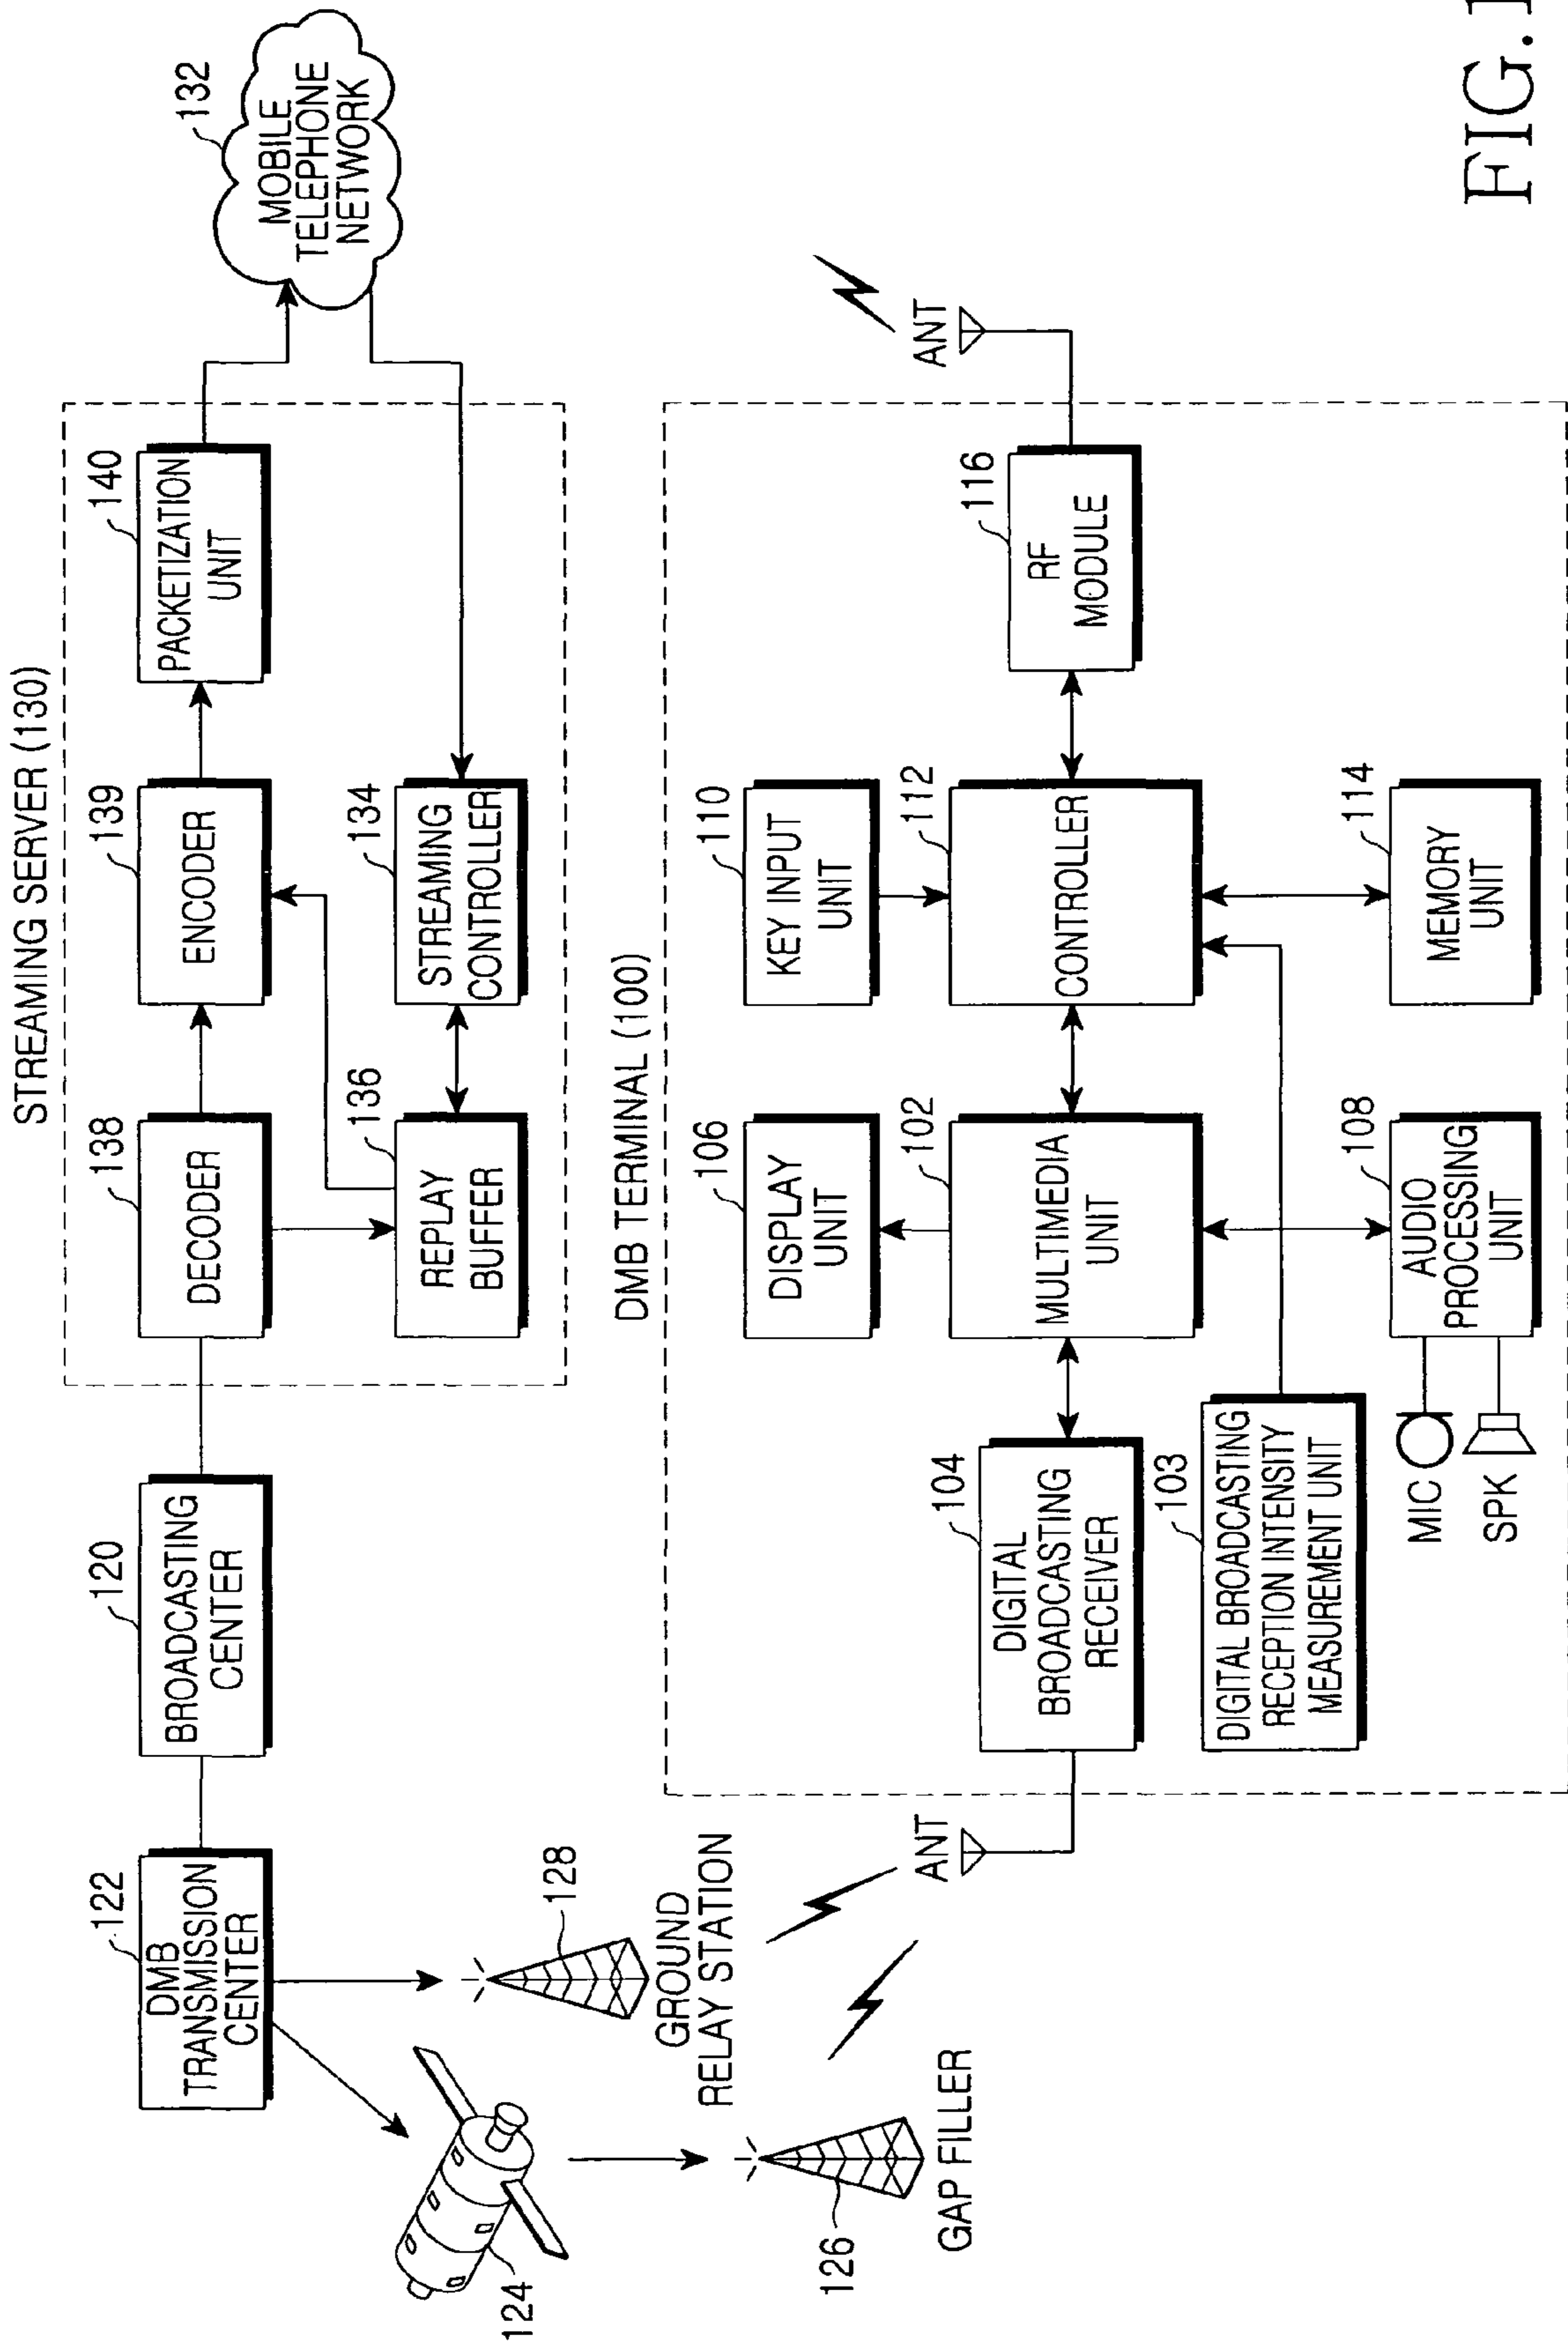 STREAMING SERVER (130)
122
DMB
TRANSMISSION
CENTER
120
BROADCASTING
CENTER
138
DECODER
139
ENCODER
140
PACKETIZATION
UNIT
132
MOBILE
TELEPHONE
NETWORK
136
REPLAY
BUFFER
134
STREAMING
CONTROLLER
124
128
GROUND
RELAY STATION
126
GAP FILLER
DMB TERMINAL (100)
106
DISPLAY
UNIT
110
KEY INPUT
UNIT
ANT
ANT
104
DIGITAL
BROADCASTING
RECEIVER
102
MULTIMEDIA
UNIT
112
CONTROLLER
116
RF
MODULE
103
DIGITAL BROADCASTING
RECEPTION INTENSITY
MEASUREMENT UNIT
108
AUDIO
PROCESSING
UNIT
114
MEMORY
UNIT
MIC
SPK
FIG.1